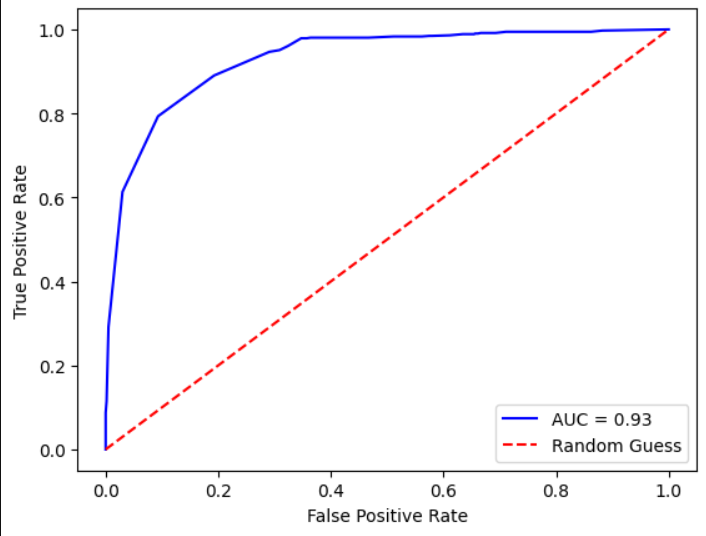 1.0
0.8
0.6
0.4
0.2
0.0
True Positive Rate
AUC = 0.93
Random Guess
0.0 0.2 0.4 0.6 0.8 1.0
False Positive Rate